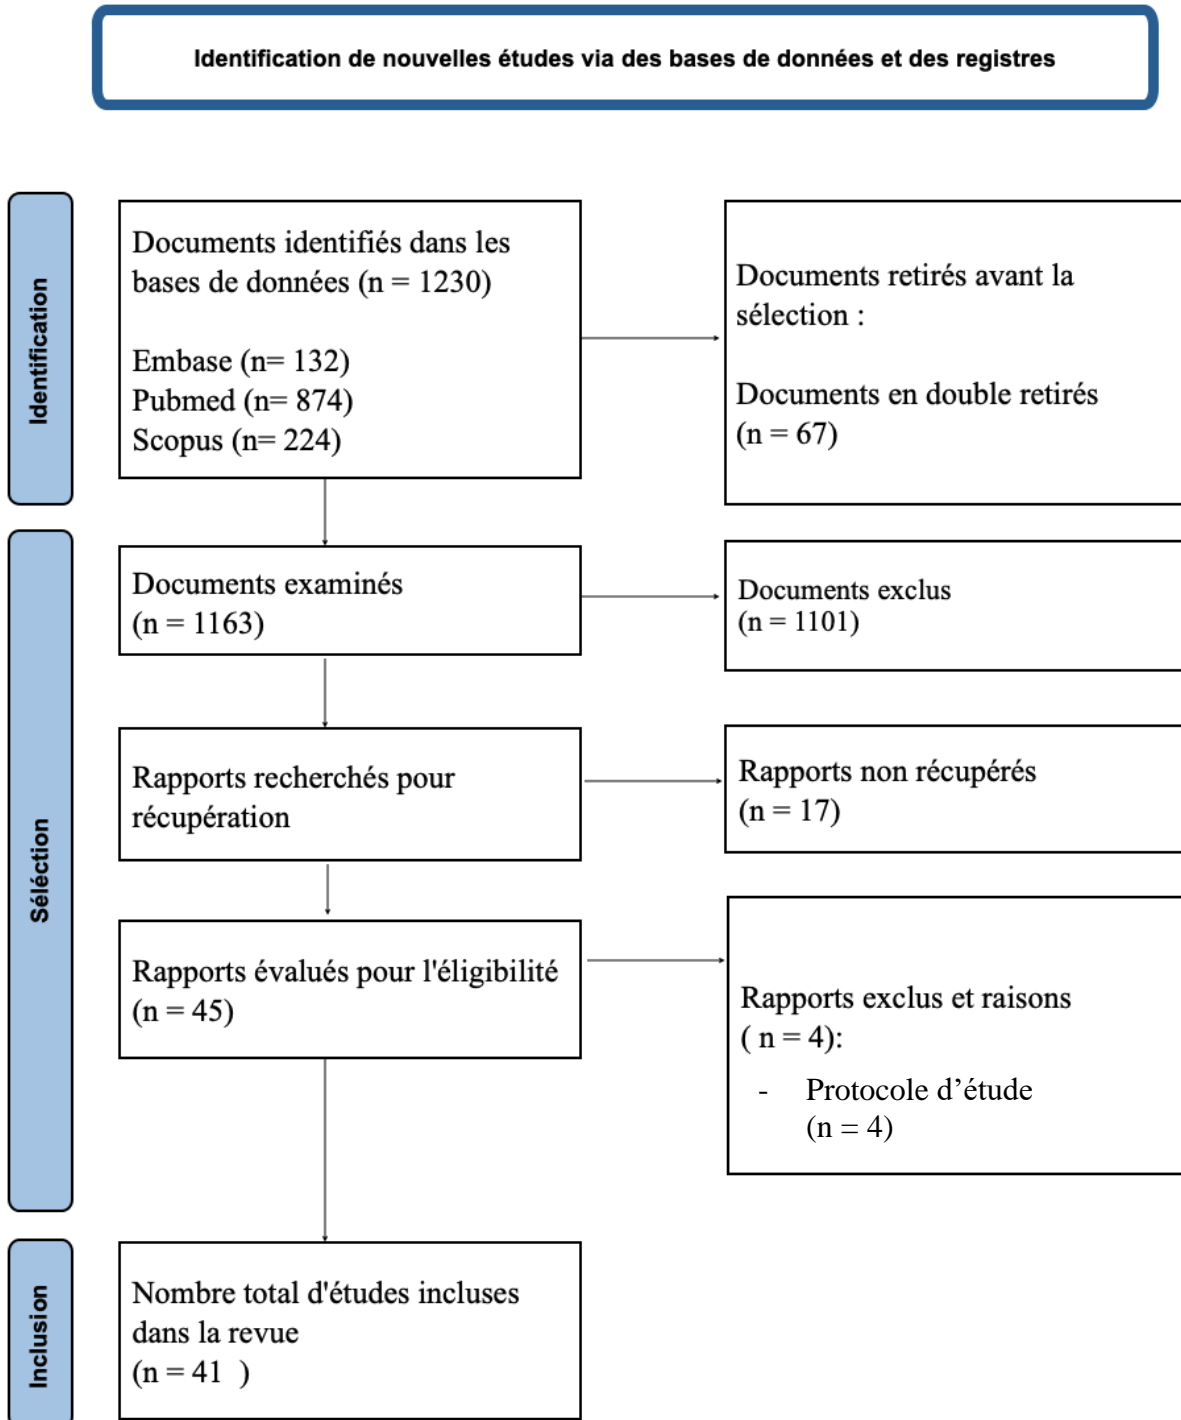 Identification de nouvelles études via des bases de données et des registres
Identification
Documents identifiés dans les
bases de données (n = 1230)
Embase (n= 132)
Pubmed (n= 874)
Scopus (n= 224)
Documents retirés avant la
sélection :
Documents en double retirés
(n = 67)
Séléction
Documents examinés
(n = 1163)
Documents exclus
(n = 1101)
Rapports recherchés pour
récupération
Rapports non récupérés
(n = 17)
Rapports évalués pour l'éligibilité
(n = 45)
Rapports exclus et raisons
( n = 4):
- Protocole d’étude
(n = 4)
Inclusion
Nombre total d'études incluses
dans la revue
(n = 41 )